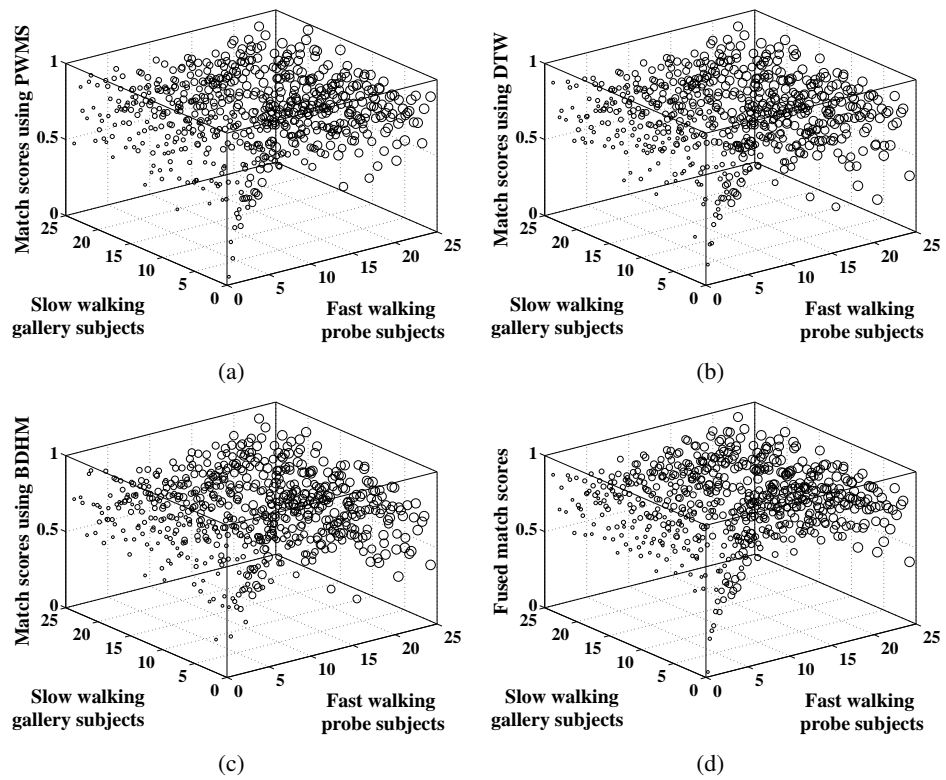 Match scores using PWMS
1
0.5
0
25
20
15
10
5
0
0
5
10
15
20
25
Slow walking
gallery subjects
Fast walking
probe subjects
(a)
Match scores using DTW
1
0.5
0
25
20
15
10
5
0
0
5
10
15
20
25
Slow walking
gallery subjects
Fast walking
probe subjects
(b)
Match scores using BDHM
1
0.5
0
25
20
15
10
5
0
0
5
10
15
20
25
Slow walking
gallery subjects
Fast walking
probe subjects
(c)
Fused match scores
1
0.5
0
25
20
15
10
5
0
0
5
10
15
20
25
Slow walking
gallery subjects
Fast walking
probe subjects
(d)